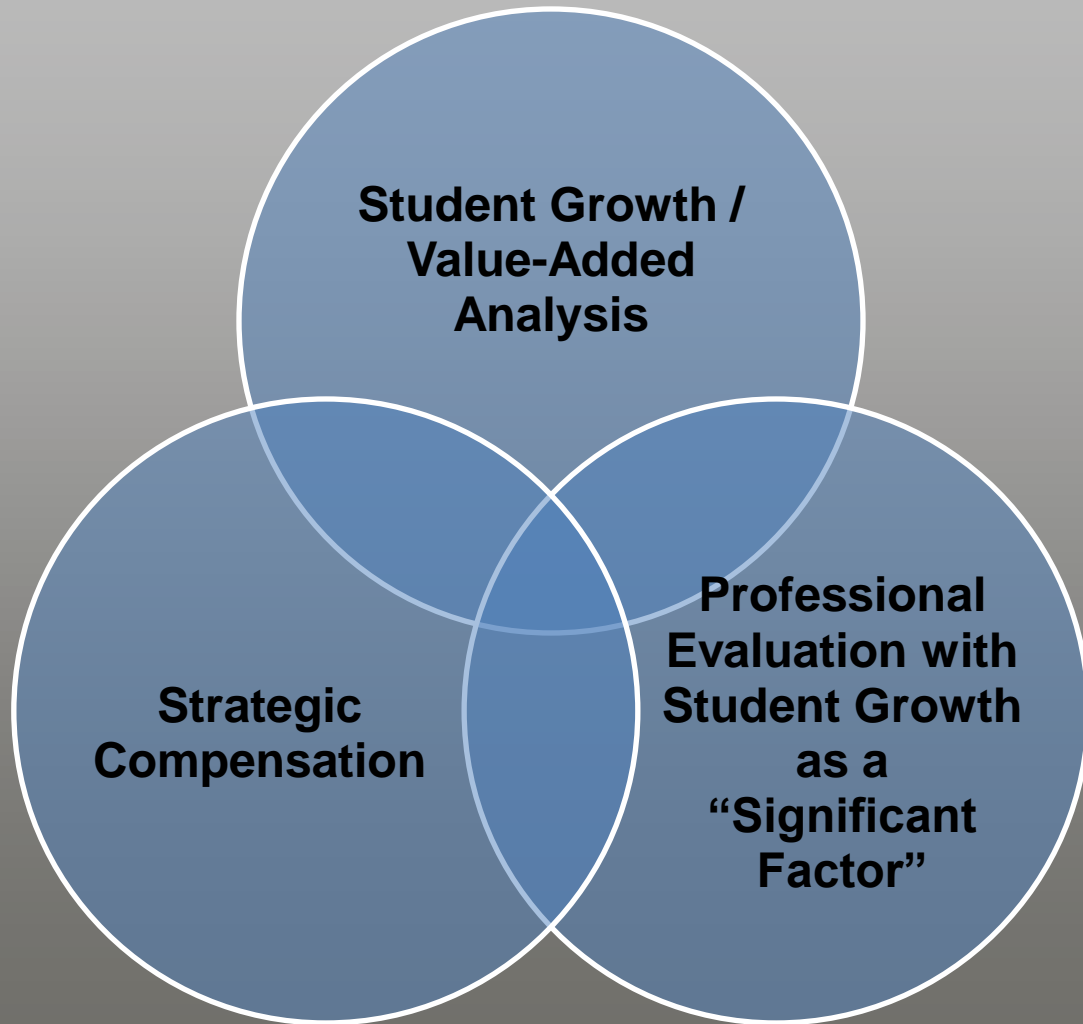 Student Growth /
Value-Added
Analysis
Strategic
Compensation
Professional
Evaluation with
Student Growth
as a
“Significant
Factor”